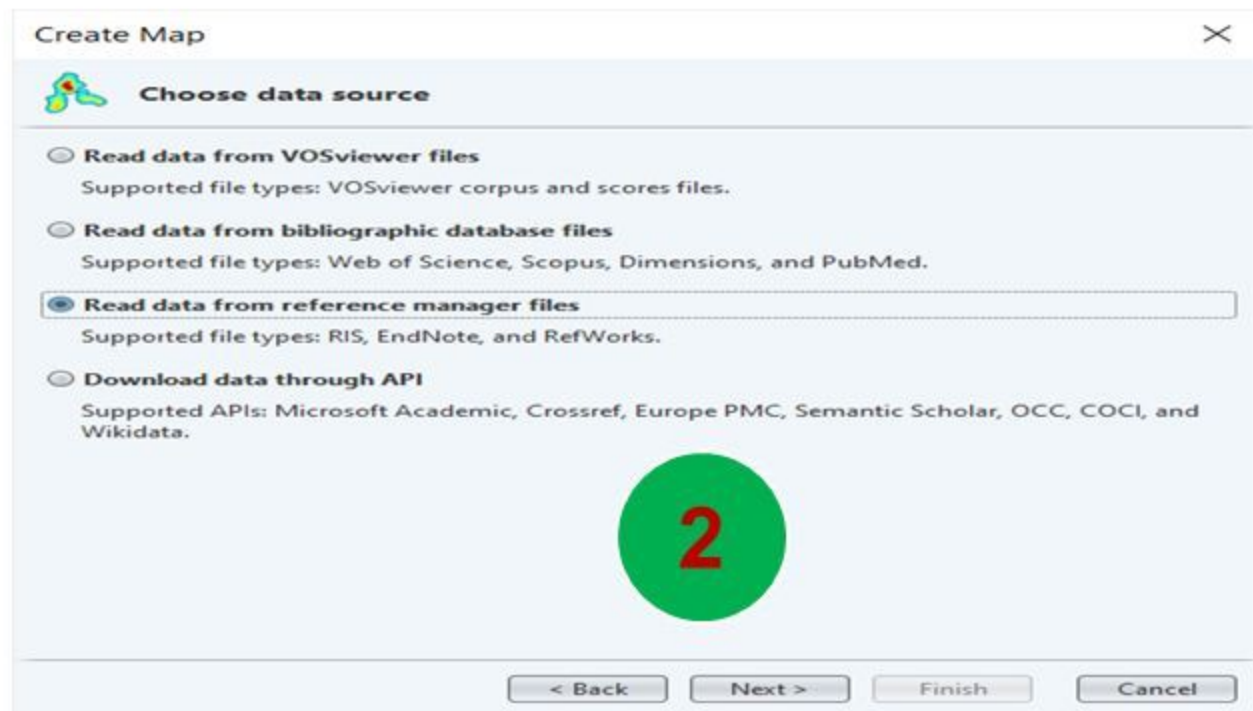 Create Map
Choose data source
Read data from VOSviewer files
Supported file types: VOSviewer corpus and scores files.
Read data from bibliographic database files
Supported file types: Web of Science, Scopus, Dimensions, and PubMed.
Read data from reference manager files
Supported file types: RIS, EndNote, and RefWorks.
Download data through API
Supported APIs: Microsoft Academic, Crossref, Europe PMC, Semantic Scholar, OCC, COCI, and
Wikidata.
2
< Back Next > Finish Cancel